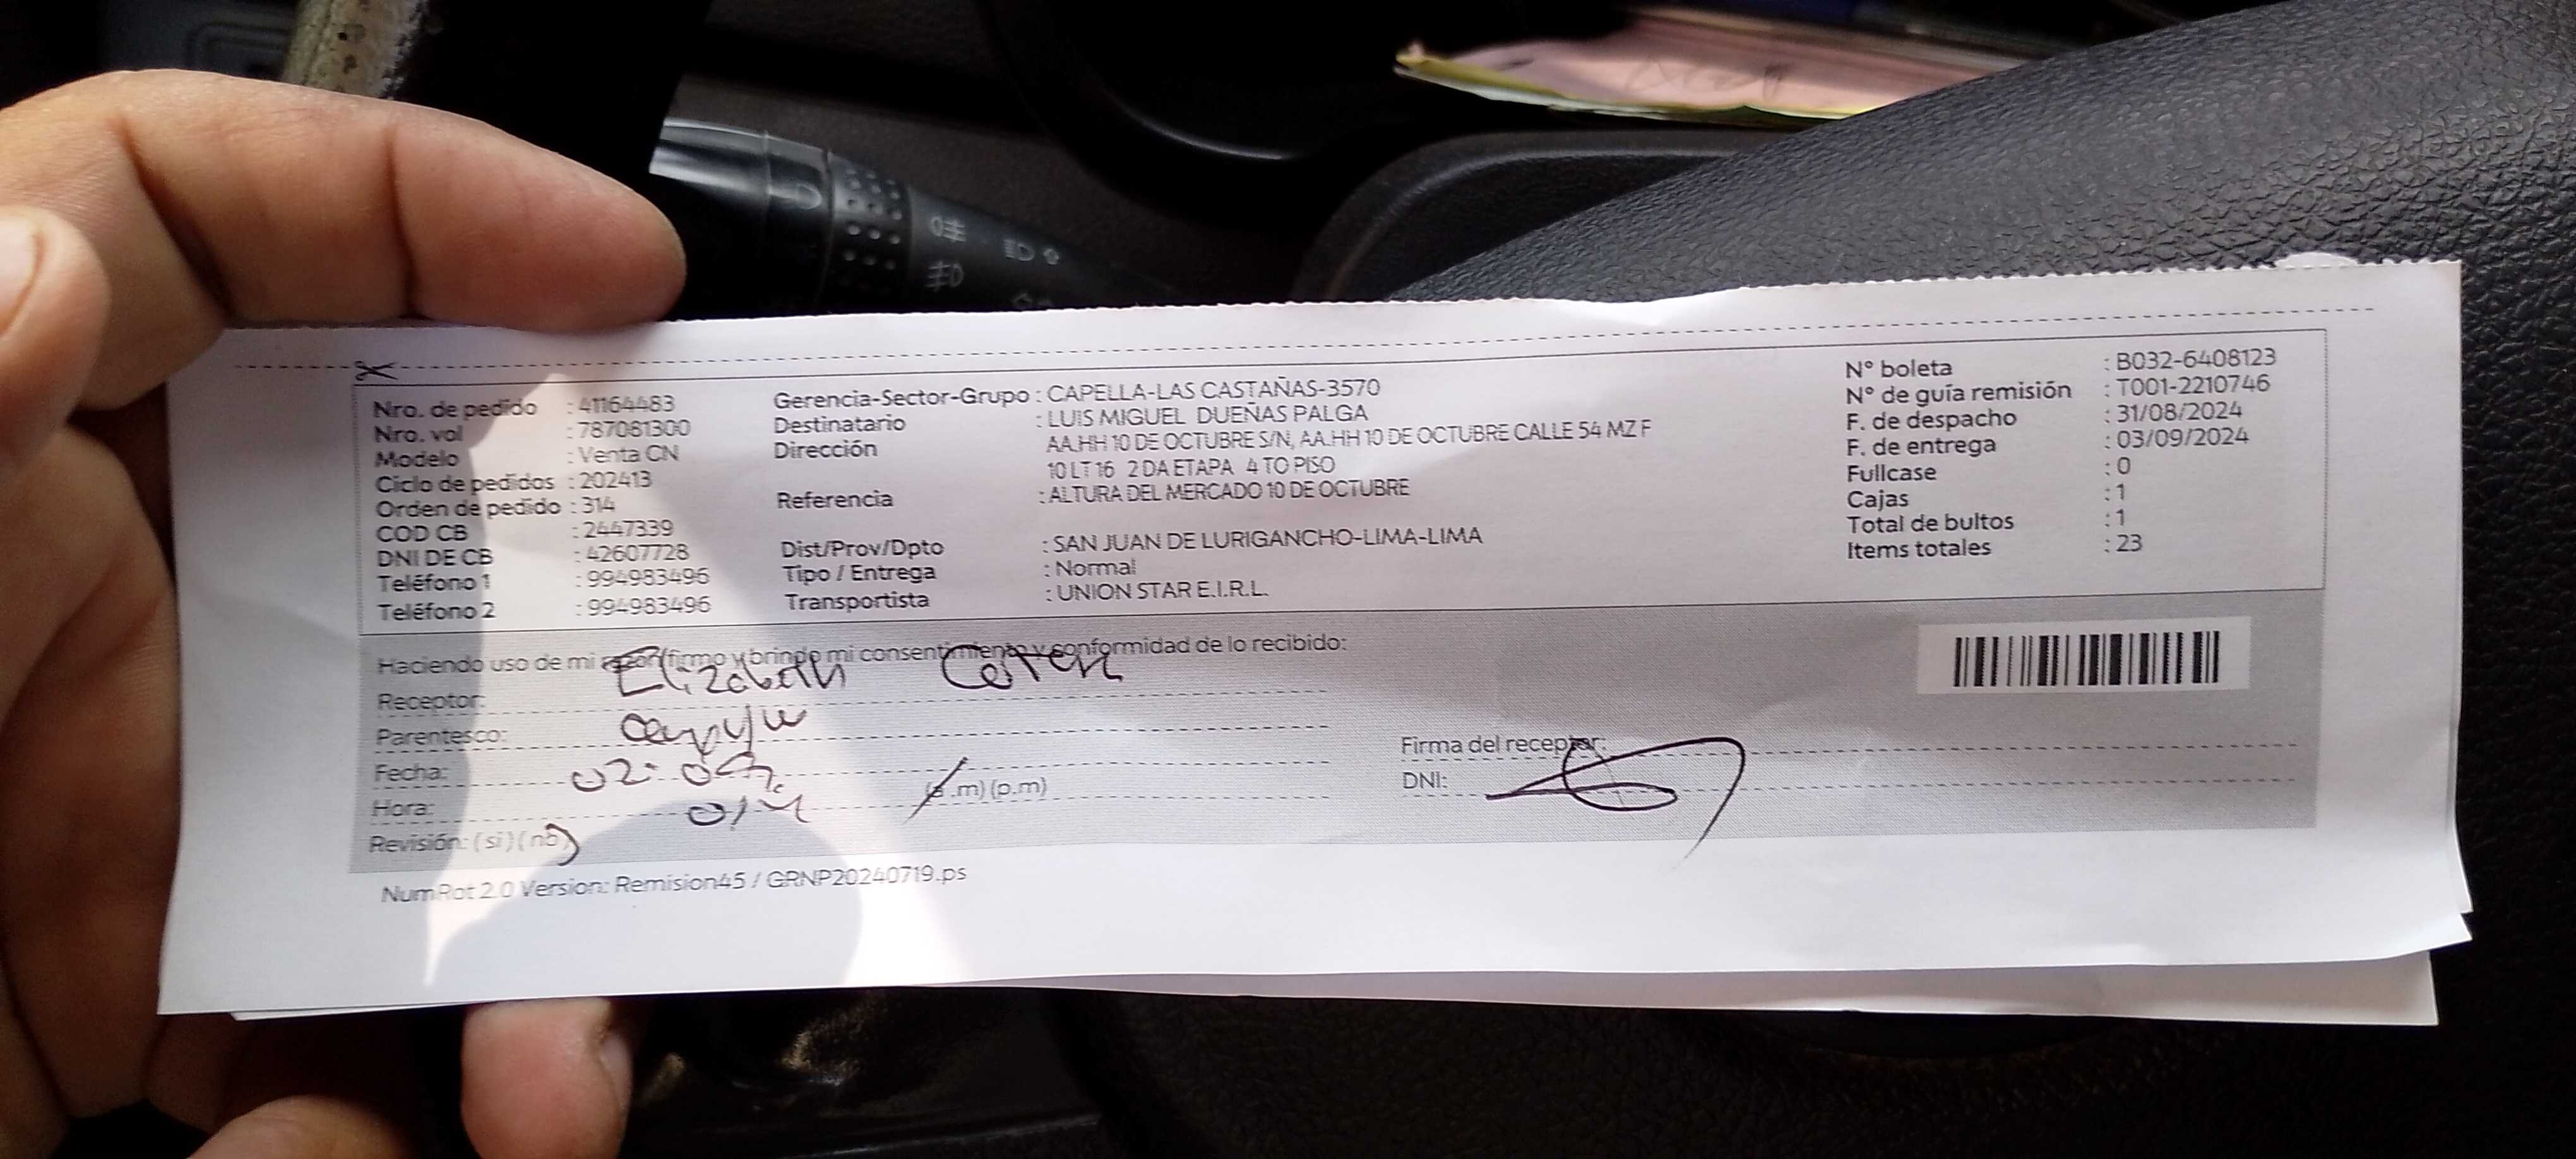 Nro. de pedido : 41164483
Nro. vol : 787081300
Modelo : Venta CN
Ciclo de pedidos : 202413
Orden de pedido : 314
COD CB : 2447339
DNI DE CB : 42607728
Teléfono 1 : 994983496
Teléfono 2 : 994983496
Gerencia-Sector-Grupo : CAPELLA-LAS CASTAÑAS-3570
Destinatario : LUIS MIGUEL DUEÑAS PALGA
Dirección AA.HH 10 DE OCTUBRE S/N, AA.HH 10 DE OCTUBRE CALLE 54 MZ F
10 LT 16 2 DA ETAPA 4 TO PISO
Referencia : ALTURA DEL MERCADO 10 DE OCTUBRE
Dist/Prov/Dpto : SAN JUAN DE LURIGANCHO-LIMA-LIMA
Tipo / Entrega : Normal
Transportista : UNION STAR E.I.R.L.
N° boleta : B032-6408123
N° de guía remisión : T001-2210746
F. de despacho : 31/08/2024
F. de entrega : 03/09/2024
Fullcase : 0
Cajas : 1
Total de bultos : 1
Items totales : 23
Haciendo uso de mi razón firmo y brindo mi consentimiento y conformidad de lo recibido:
Receptor: Elizabeth
Parentesco:
Fecha: 02.09
Hora: (a.m) (p.m)
Revisión: (si) (no)
Firma del receptor:
DNI:
NumRot 2.0 Version: Remision45 / GRNP20240719.ps